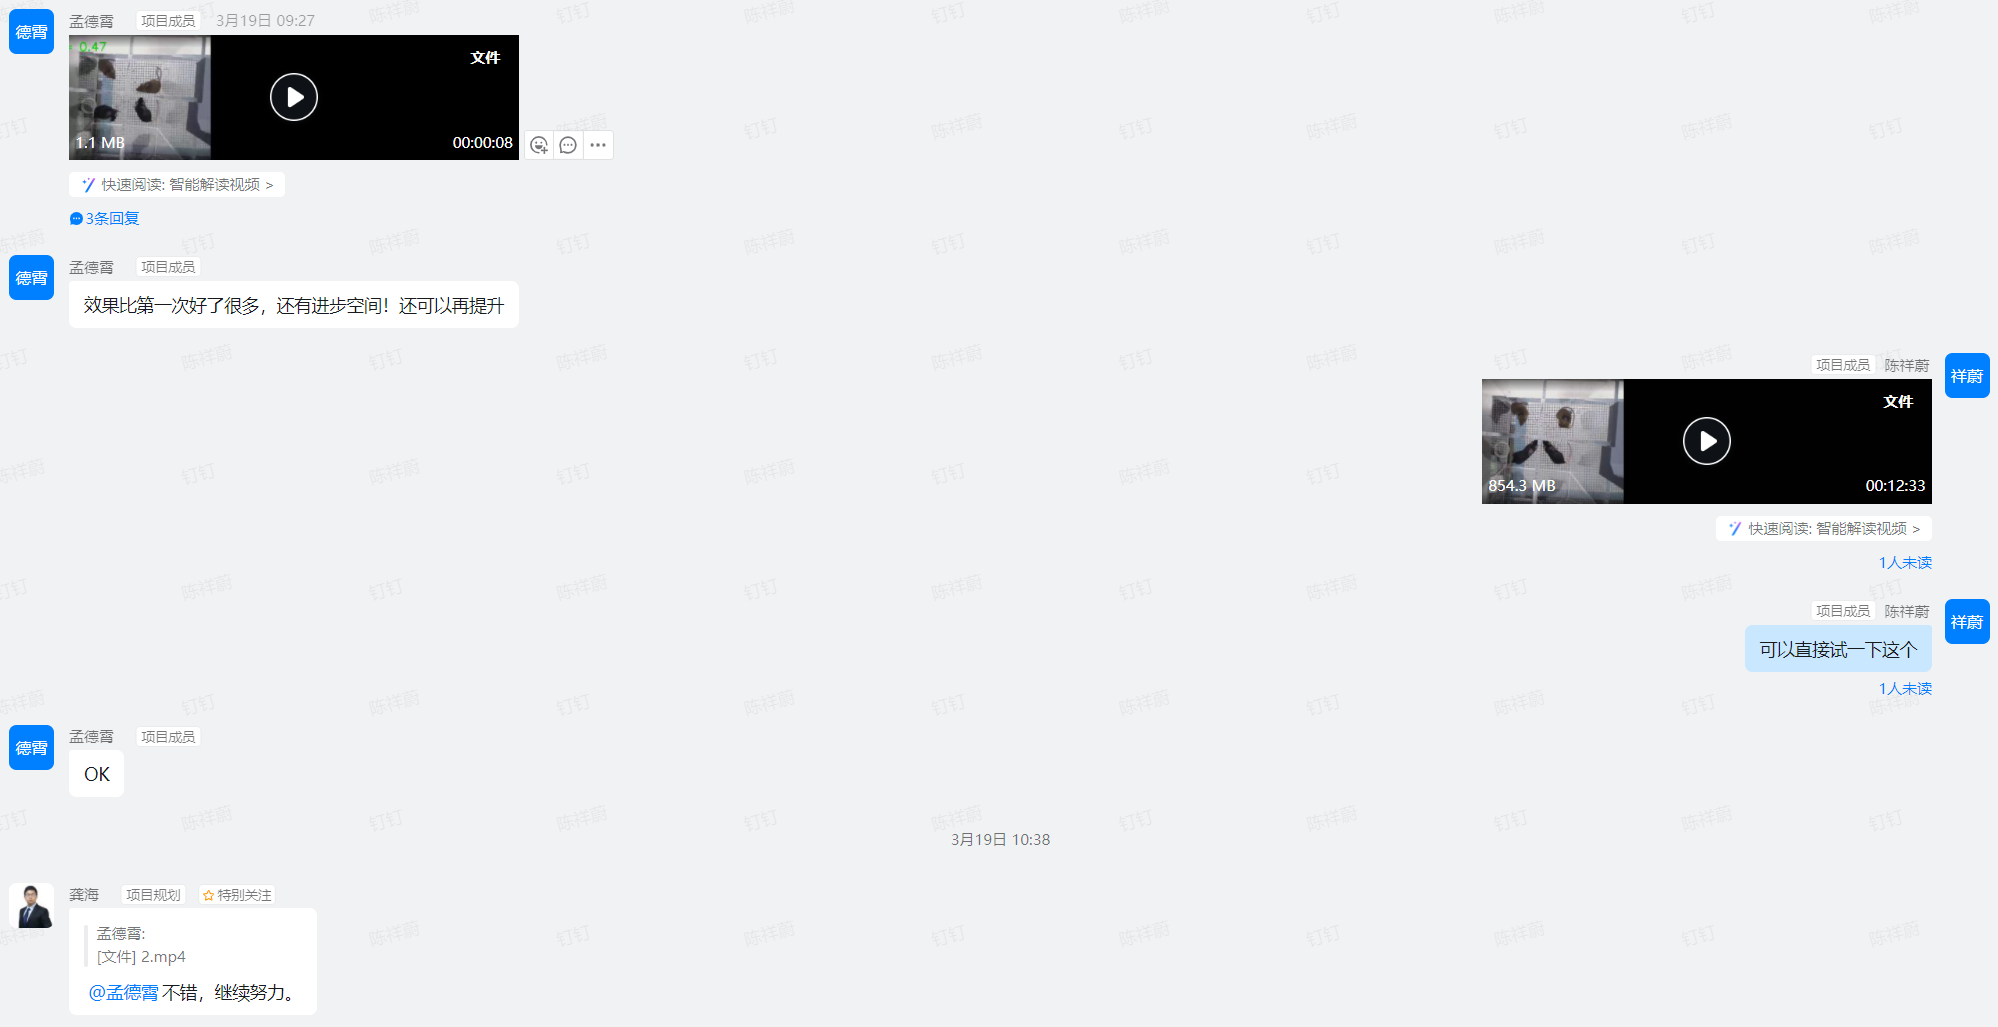 德霄
孟德霄 项目成员 3月19日 09:27
0.47
文件
1.1 MB
00:00:08
快速阅读: 智能解读视频 >
3条回复
德霄
孟德霄 项目成员
效果比第一次好了很多，还有进步空间！还可以再提升
项目成员 陈祥蔚
祥蔚
文件
854.3 MB
00:12:33
快速阅读: 智能解读视频 >
1人未读
项目成员 陈祥蔚
祥蔚
可以直接试一下这个
1人未读
德霄
孟德霄 项目成员
OK
3月19日 10:38
龚海 项目规划 特别关注
孟德霄:
[文件] 2.mp4
@孟德霄 不错，继续努力。
钉钉
陈祥蔚